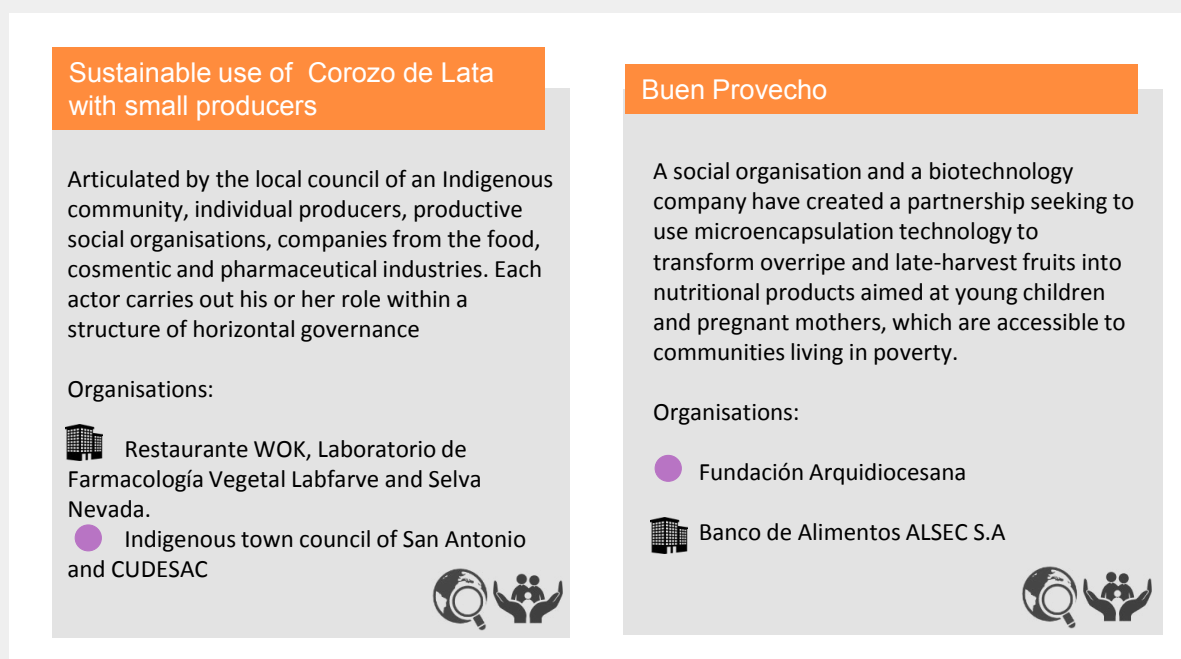 Sustainable use of Corozo de Lata
with small producers
Articulated by the local council of an Indigenous
community, individual producers, productive
social organisations, companies from the food,
cosmentic and pharmaceutical industries. Each
actor carries out his or her role within a
structure of horizontal governance
Organisations:
Restaurante WOK, Laboratorio de
Farmacología Vegetal Labfarve and Selva
Nevada.
Indigenous town council of San Antonio
and CUDESAC
Buen Provecho
A social organisation and a biotechnology
company have created a partnership seeking to
use microencapsulation technology to
transform overripe and late-harvest fruits into
nutritional products aimed at young children
and pregnant mothers, which are accessible to
communities living in poverty.
Organisations:
Fundación Arquidiocesana
Banco de Alimentos ALSEC S.A